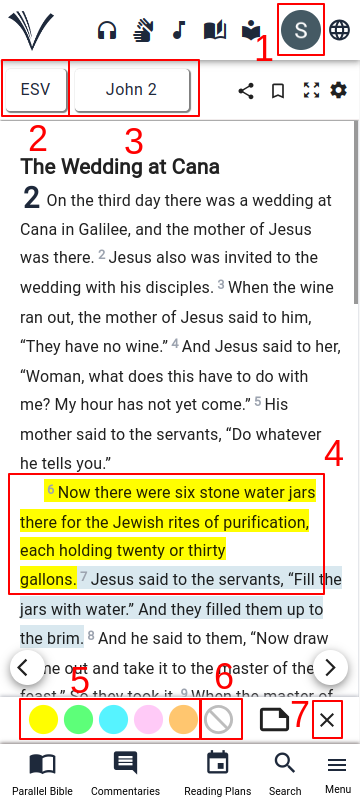 S
1
ESV
John 2
2
3
The Wedding at Cana
2 On the third day there was a wedding at
Cana in Galilee, and the mother of Jesus
was there. 2 Jesus also was invited to the
wedding with his disciples. 3 When the wine
ran out, the mother of Jesus said to him,
“They have no wine.” 4 And Jesus said to her,
“Woman, what does this have to do with
me? My hour has not yet come.” 5 His
mother said to the servants, “Do whatever
he tells you.”
4
6 Now there were six stone water jars
there for the Jewish rites of purification,
each holding twenty or thirty
gallons. 7 Jesus said to the servants, “Fill the
jars with water.” And they filled them up to
the brim. 8 And he said to them, “Now draw
me out and take it to the master of the
feast.” So they took it. 9 When the master of
5
6
7
Parallel Bible
Commentaries
Reading Plans
Search
Menu